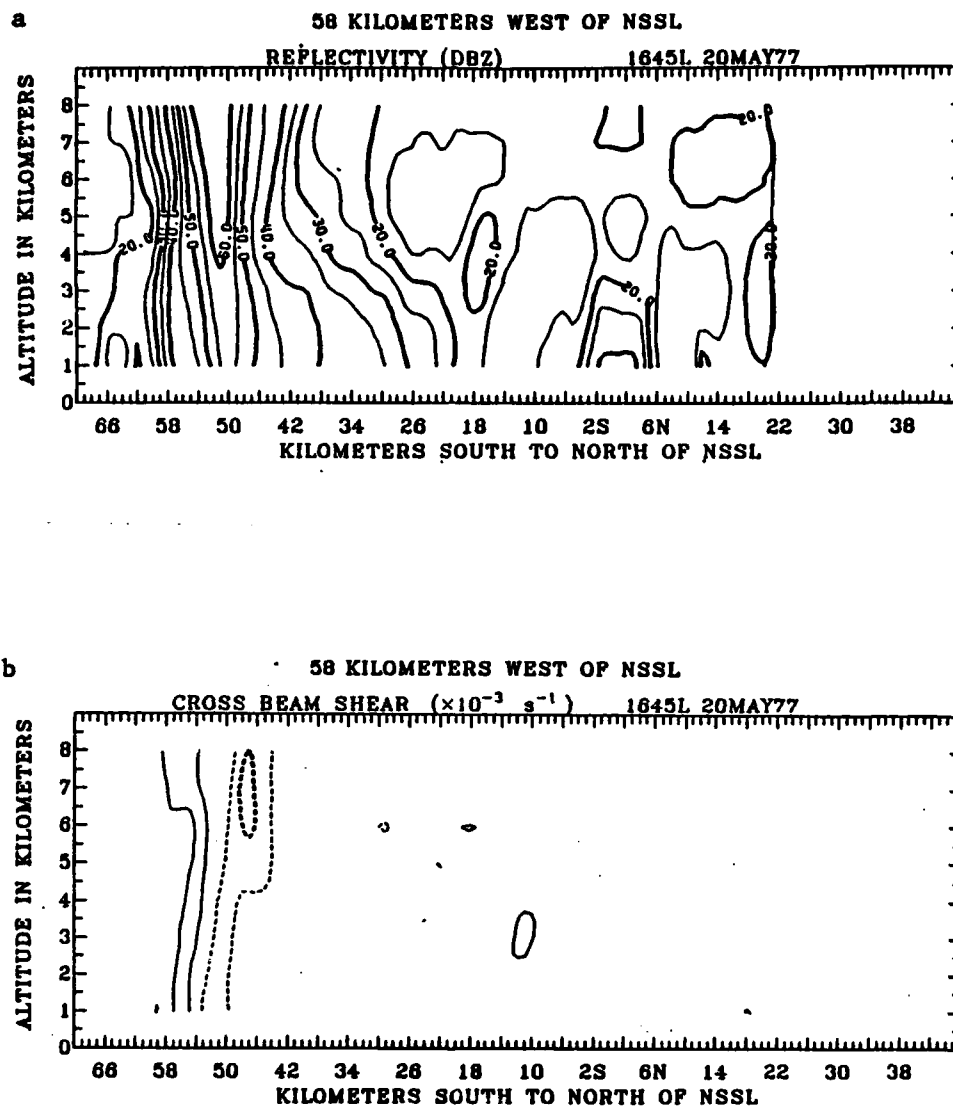 a
58 KILOMETERS WEST OF NSSL
REFLECTIVITY (DBZ) 1645L 20MAY77
ALTITUDE IN KILOMETERS
8
7
6
5
4
3
2
1
0
20.0
30.0
40.0
50.0
60.0
50.0
40.0
30.0
20.0
20.0
20.0
20.0
20.0
66 58 50 42 34 26 18 10 2S 6N 14 22 30 38
KILOMETERS SOUTH TO NORTH OF NSSL
b
58 KILOMETERS WEST OF NSSL
CROSS BEAM SHEAR (×10⁻³ s⁻¹) 1645L 20MAY77
ALTITUDE IN KILOMETERS
8
7
6
5
4
3
2
1
0
66 58 50 42 34 26 18 10 2S 6N 14 22 30 38
KILOMETERS SOUTH TO NORTH OF NSSL